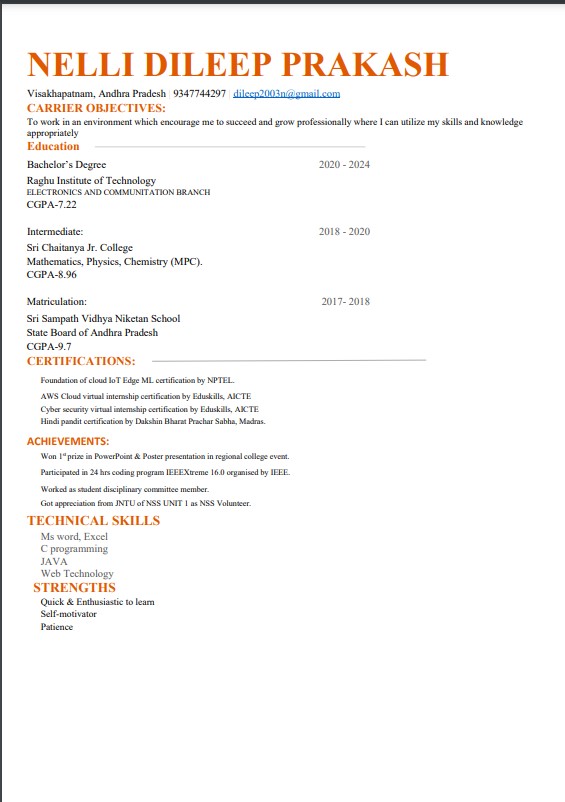 NELLI DILEEP PRAKASH
Visakhapatnam, Andhra Pradesh | 9347744297 | dileep2003n@gmail.com
CARRIER OBJECTIVES:
To work in an environment which encourage me to succeed and grow professionally where I can utilize my skills and knowledge
appropriately
Education
Bachelor's Degree 2020 - 2024
Raghu Institute of Technology
ELECTRONICS AND COMMUNITATION BRANCH
CGPA-7.22
Intermediate: 2018 - 2020
Sri Chaitanya Jr. College
Mathematics, Physics, Chemistry (MPC).
CGPA-8.96
Matriculation: 2017- 2018
Sri Sampath Vidhya Niketan School
State Board of Andhra Pradesh
CGPA-9.7
CERTIFICATIONS:
Foundation of cloud IoT Edge ML certification by NPTEL.
AWS Cloud virtual internship certification by Eduskills, AICTE
Cyber security virtual internship certification by Eduskills, AICTE
Hindi pandit certification by Dakshin Bharat Prachar Sabha, Madras.
ACHIEVEMENTS:
Won 1st prize in PowerPoint & Poster presentation in regional college event.
Participated in 24 hrs coding program IEEEXtreme 16.0 organised by IEEE.
Worked as student disciplinary committee member.
Got appreciation from JNTU of NSS UNIT 1 as NSS Volunteer.
TECHNICAL SKILLS
Ms word, Excel
C programming
JAVA
Web Technology
STRENGTHS
Quick & Enthusiastic to learn
Self-motivator
Patience